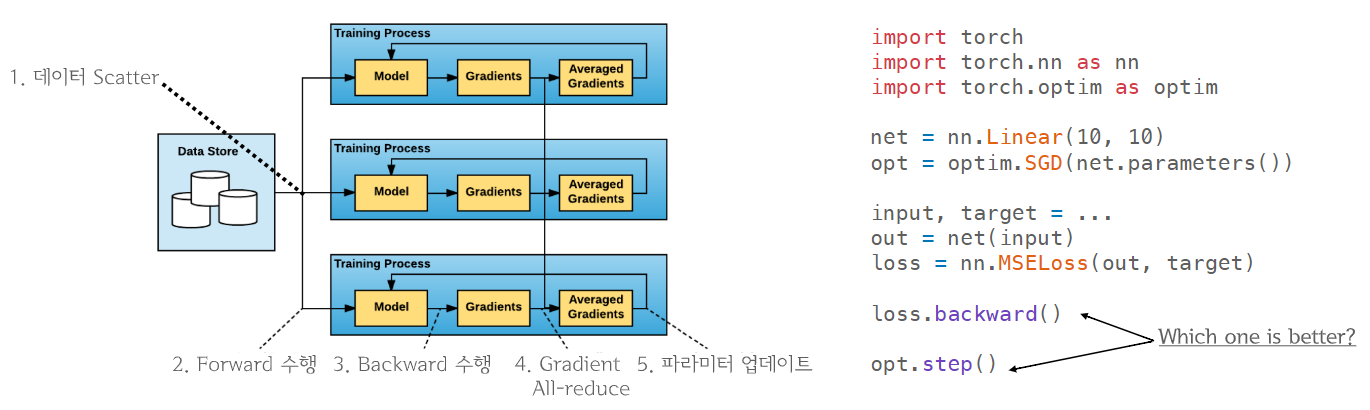 1. 데이터 Scatter
Data Store
Training Process
Model
Gradients
Averaged
Gradients
Training Process
Model
Gradients
Averaged
Gradients
Training Process
Model
Gradients
Averaged
Gradients
2. Forward 수행
3. Backward 수행
4. Gradient
All-reduce
5. 파라미터 업데이트
import torch
import torch.nn as nn
import torch.optim as optim
net = nn.Linear(10, 10)
opt = optim.SGD(net.parameters())
input, target = ...
out = net(input)
loss = nn.MSELoss(out, target)
loss.backward()
opt.step()
Which one is better?